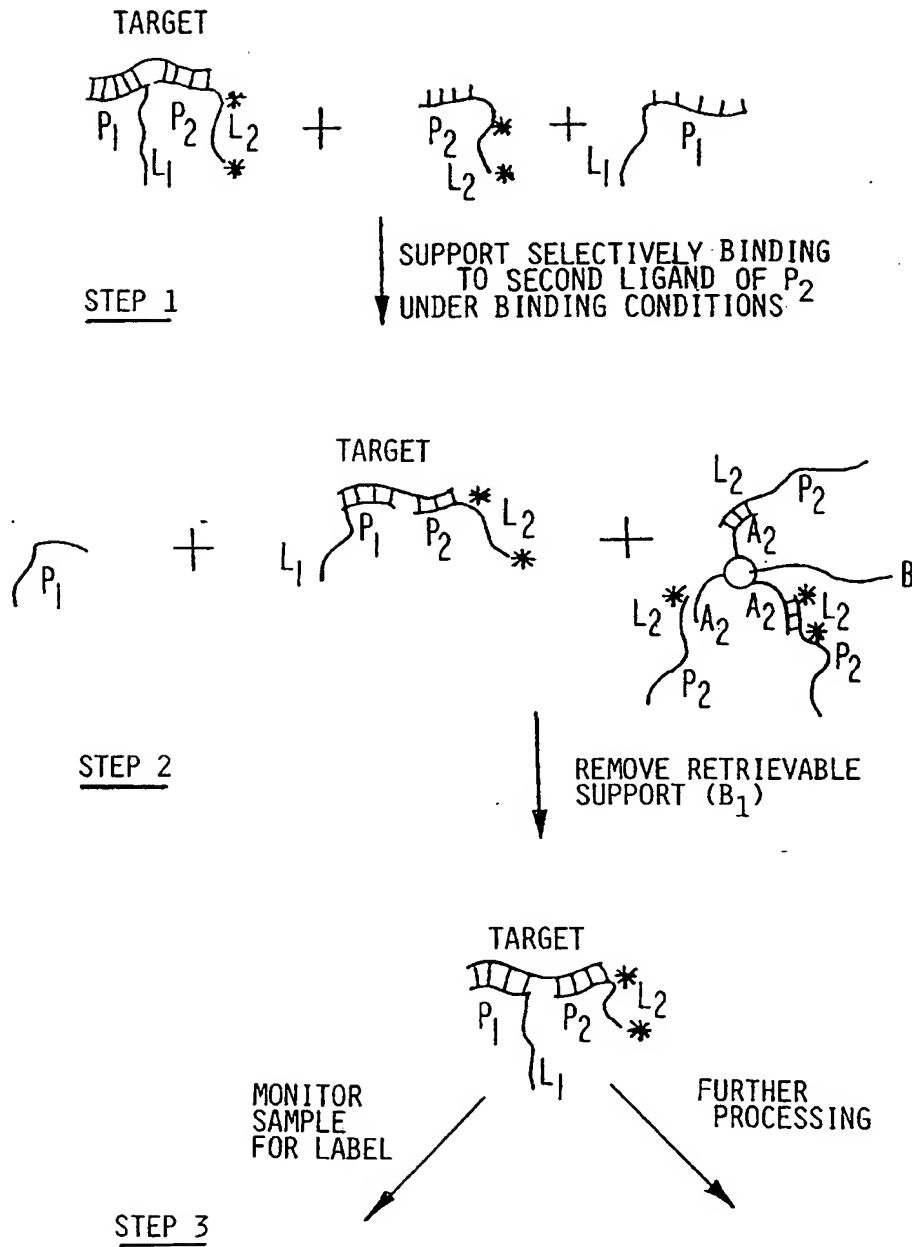 TARGET
P1 P2 L2
L1
+
P2
L2
+
L1 P1
SUPPORT SELECTIVELY BINDING
TO SECOND LIGAND OF P2
UNDER BINDING CONDITIONS
STEP 1
P1
+
TARGET
L1 P1 P2 L2
+
L2 P2
A2
B
L2 A2 A2 L2
P2 P2
STEP 2
REMOVE RETRIEVABLE
SUPPORT (B1)
TARGET
P1 P2 L2
L1
MONITOR
SAMPLE
FOR LABEL
FURTHER
PROCESSING
STEP 3